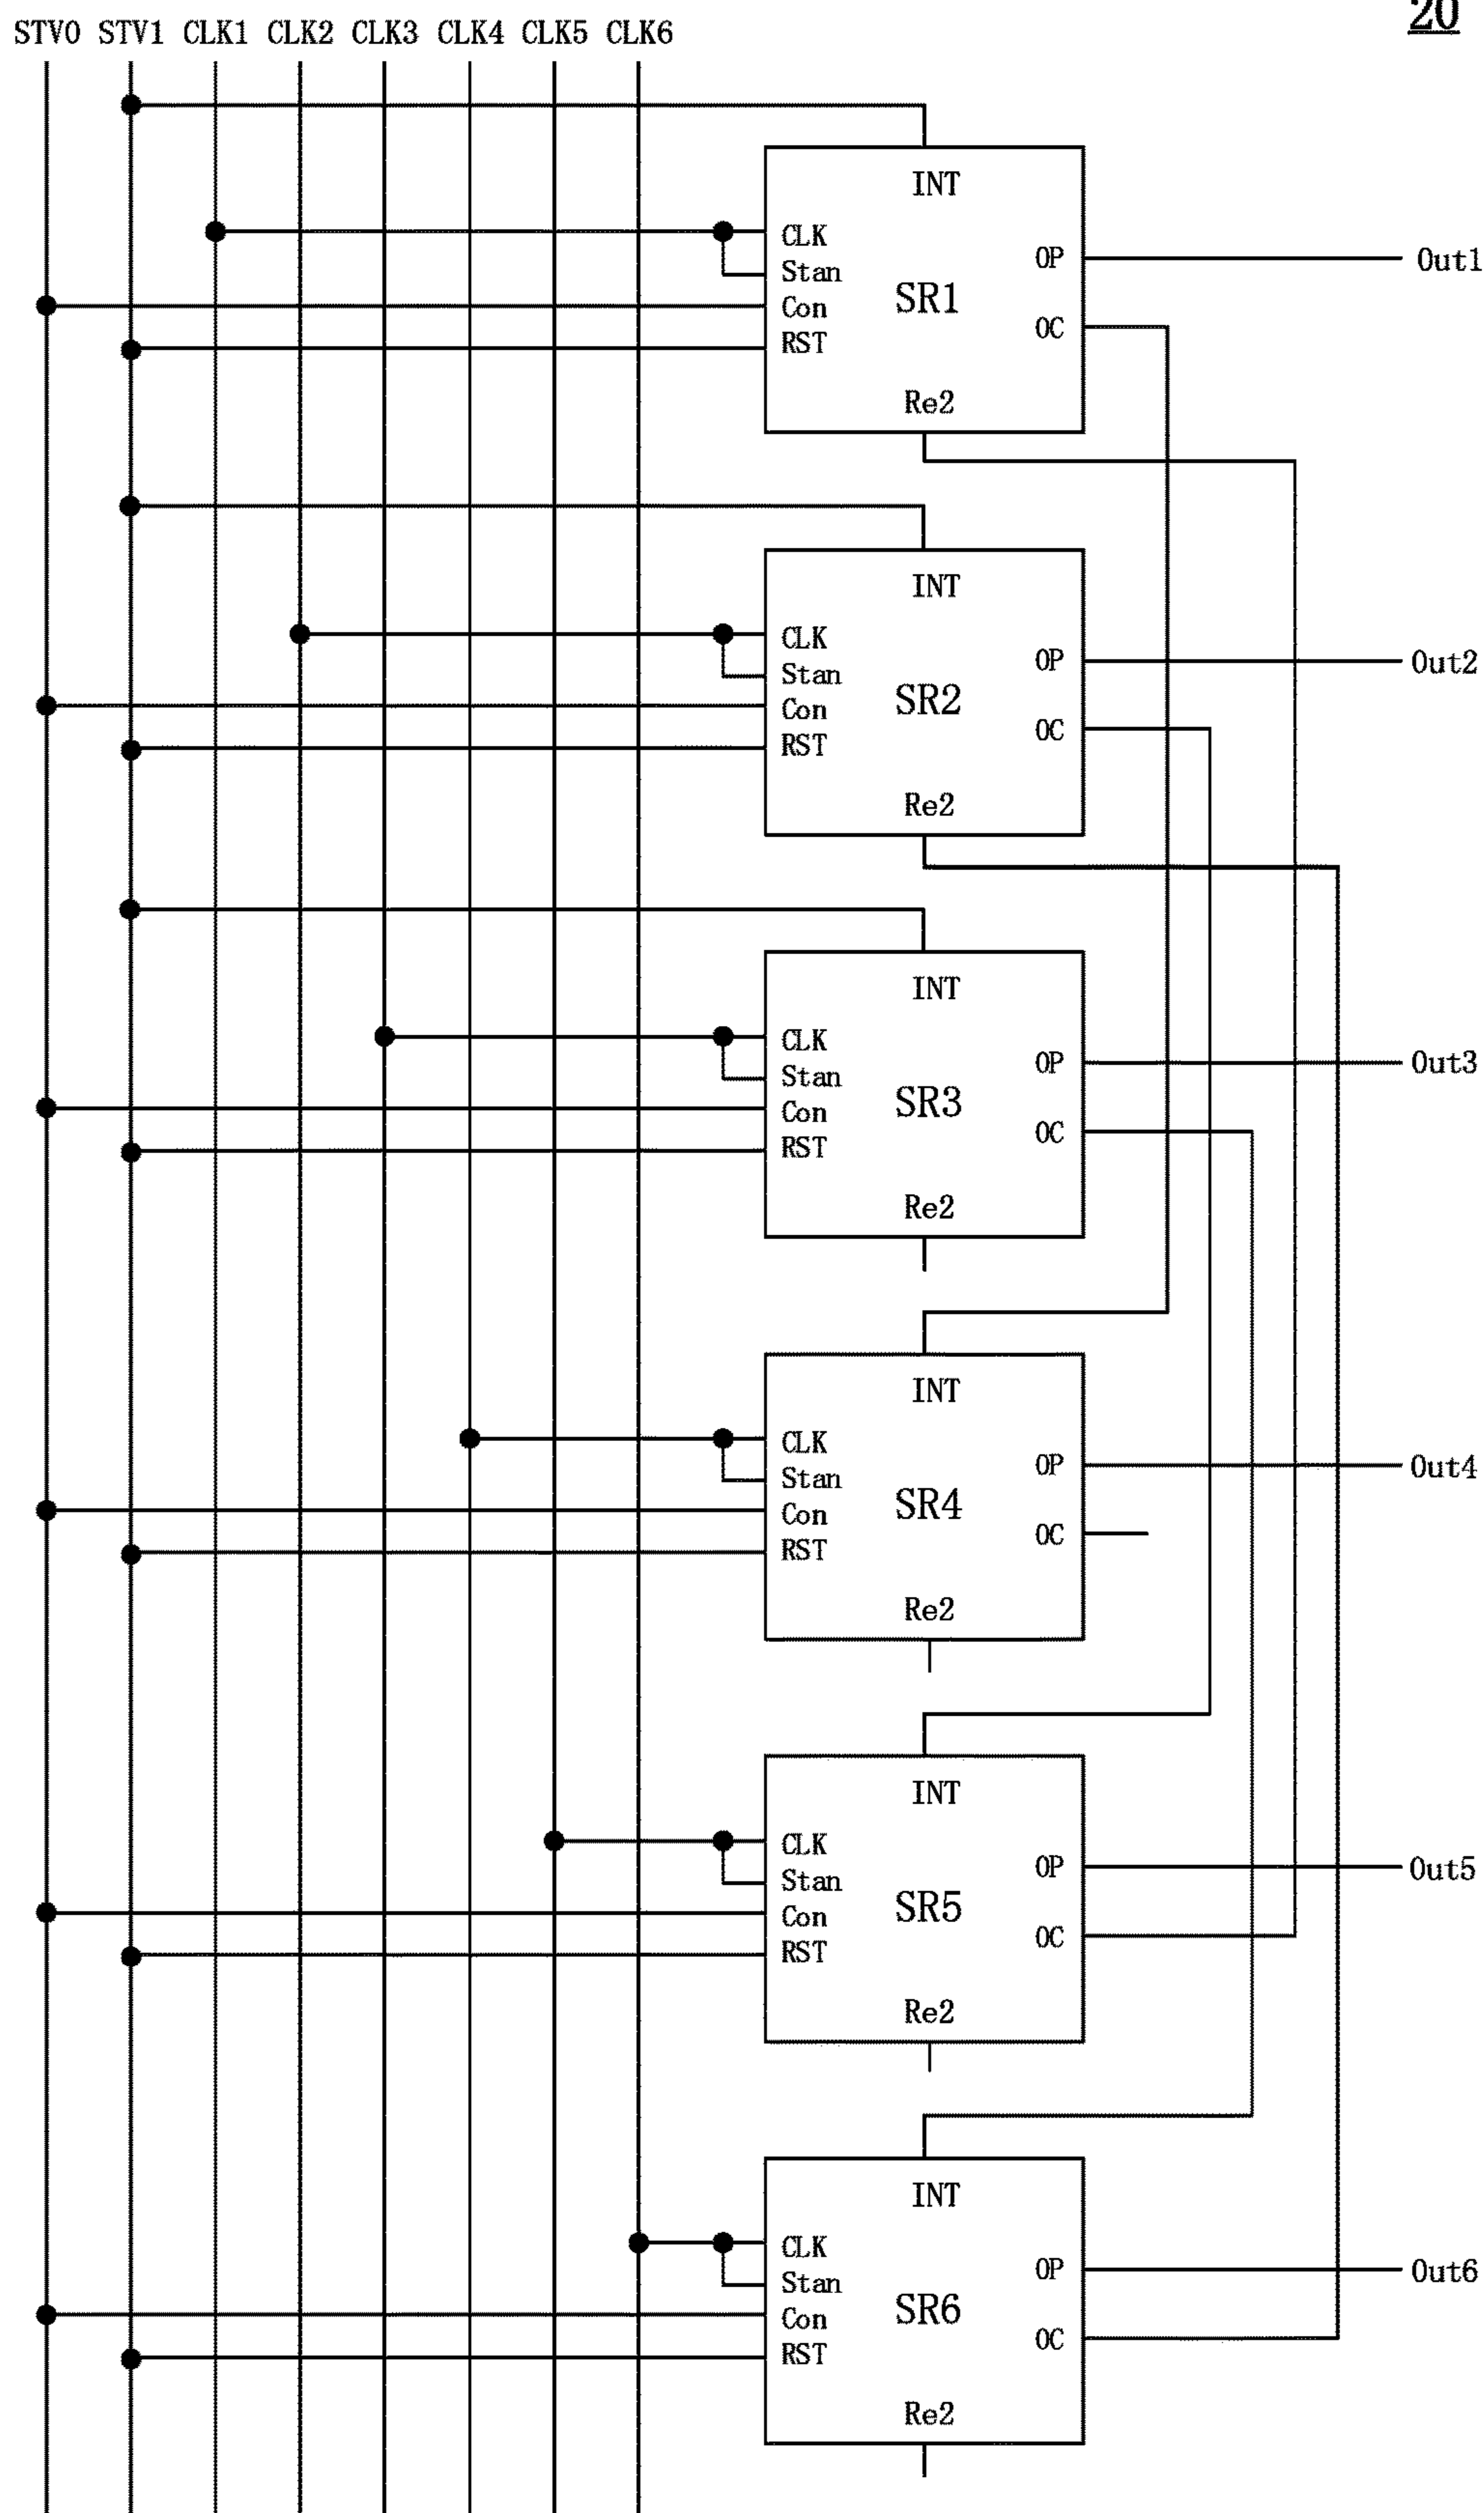 20
STV0 STV1 CLK1 CLK2 CLK3 CLK4 CLK5 CLK6
INT
CLK
Stan
Con
RST
SR1
OP
OC
Re2
Out1
INT
CLK
Stan
Con
RST
SR2
OP
OC
Re2
Out2
INT
CLK
Stan
Con
RST
SR3
OP
OC
Re2
Out3
INT
CLK
Stan
Con
RST
SR4
OP
OC
Re2
Out4
INT
CLK
Stan
Con
RST
SR5
OP
OC
Re2
Out5
INT
CLK
Stan
Con
RST
SR6
OP
OC
Re2
Out6